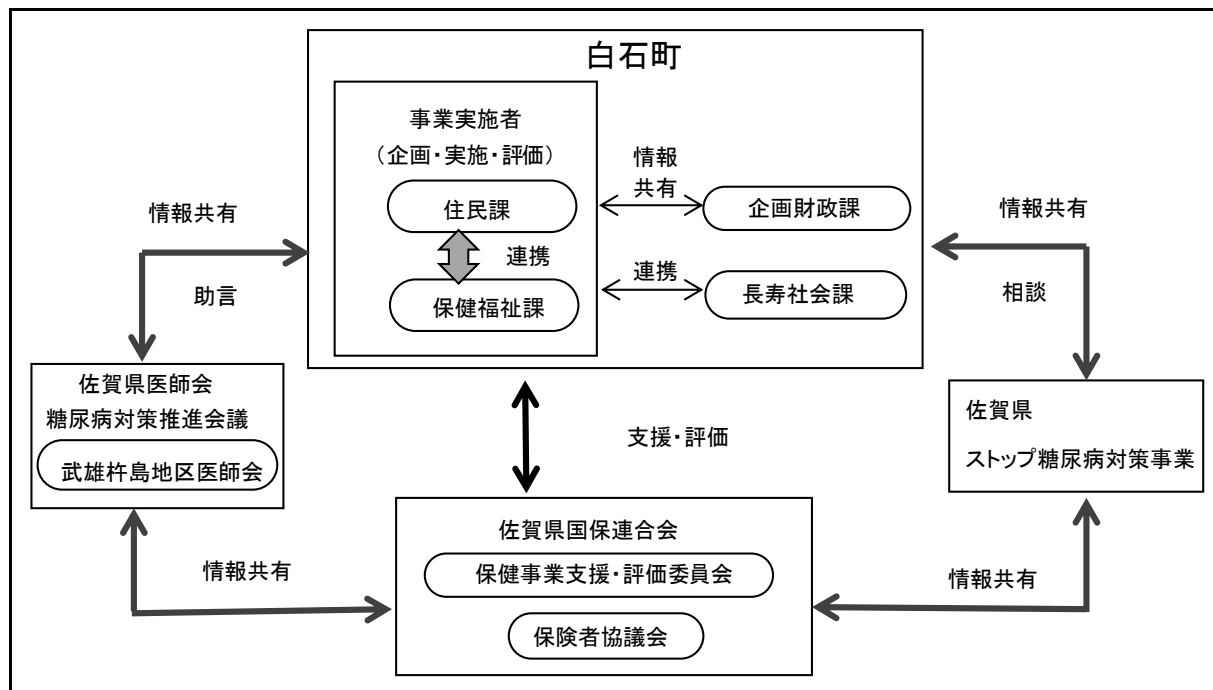 白石町
事業実施者
（企画・実施・評価）
住民課
連携
保健福祉課
情報
共有
企画財政課
連携
長寿社会課
情報共有
助言
情報共有
相談
佐賀県医師会
糖尿病対策推進会議
武雄杵島地区医師会
支援・評価
佐賀県
ストップ糖尿病対策事業
情報共有
佐賀県国保連合会
保健事業支援・評価委員会
保険者協議会
情報共有